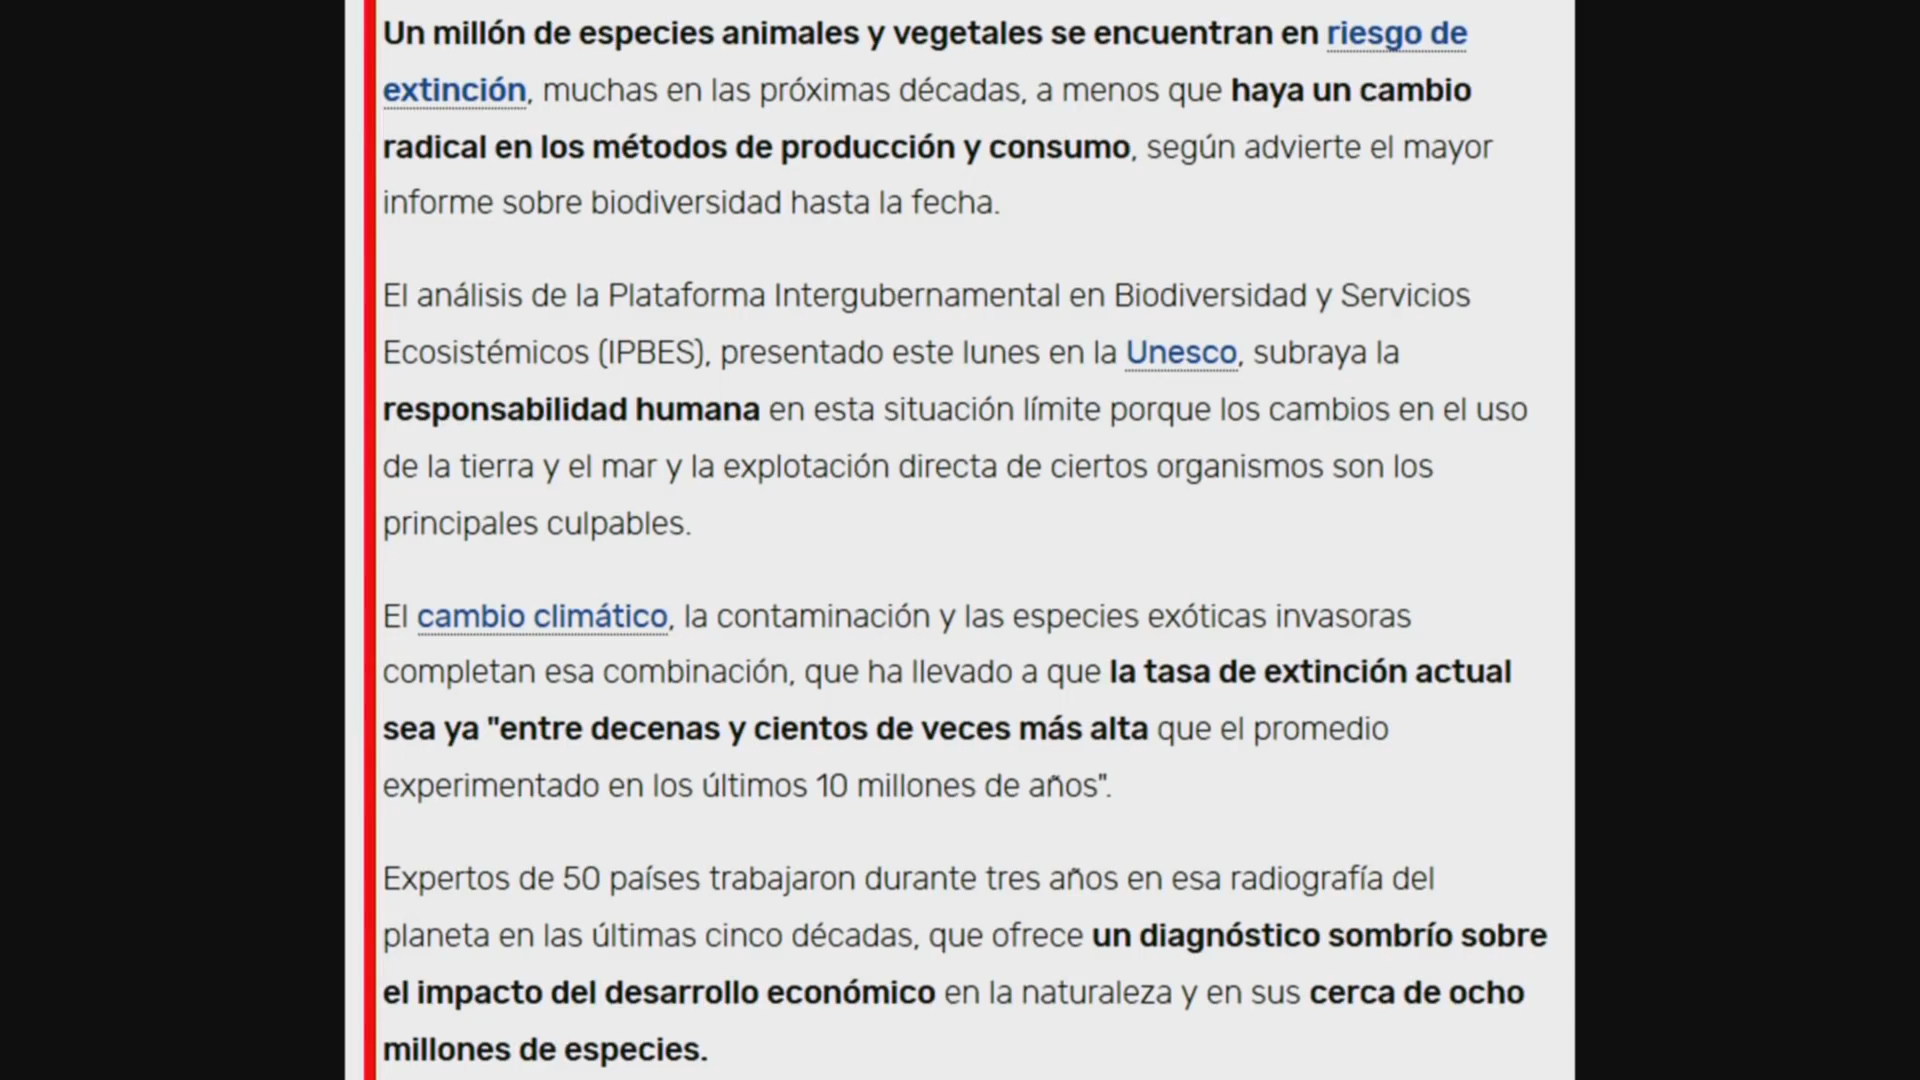 Un millón de especies animales y vegetales se encuentran en riesgo de
extinción, muchas en las próximas décadas, a menos que haya un cambio
radical en los métodos de producción y consumo, según advierte el mayor
informe sobre biodiversidad hasta la fecha.
El análisis de la Plataforma Intergubernamental en Biodiversidad y Servicios
Ecosistémicos (IPBES), presentado este lunes en la Unesco, subraya la
responsabilidad humana en esta situación límite porque los cambios en el uso
de la tierra y el mar y la explotación directa de ciertos organismos son los
principales culpables.
El cambio climático, la contaminación y las especies exóticas invasoras
completan esa combinación, que ha llevado a que la tasa de extinción actual
sea ya "entre decenas y cientos de veces más alta que el promedio
experimentado en los últimos 10 millones de años".
Expertos de 50 países trabajaron durante tres años en esa radiografía del
planeta en las últimas cinco décadas, que ofrece un diagnóstico sombrío sobre
el impacto del desarrollo económico en la naturaleza y en sus cerca de ocho
millones de especies.